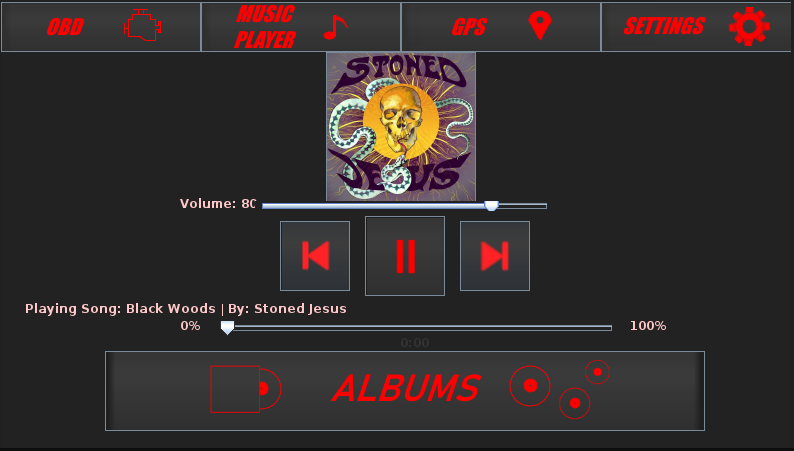 OBD
MUSIC
PLAYER
GPS
SETTINGS
STONED
JESUS
Volume: 80
Playing Song: Black Woods | By: Stoned Jesus
0%
100%
0:00
ALBUMS